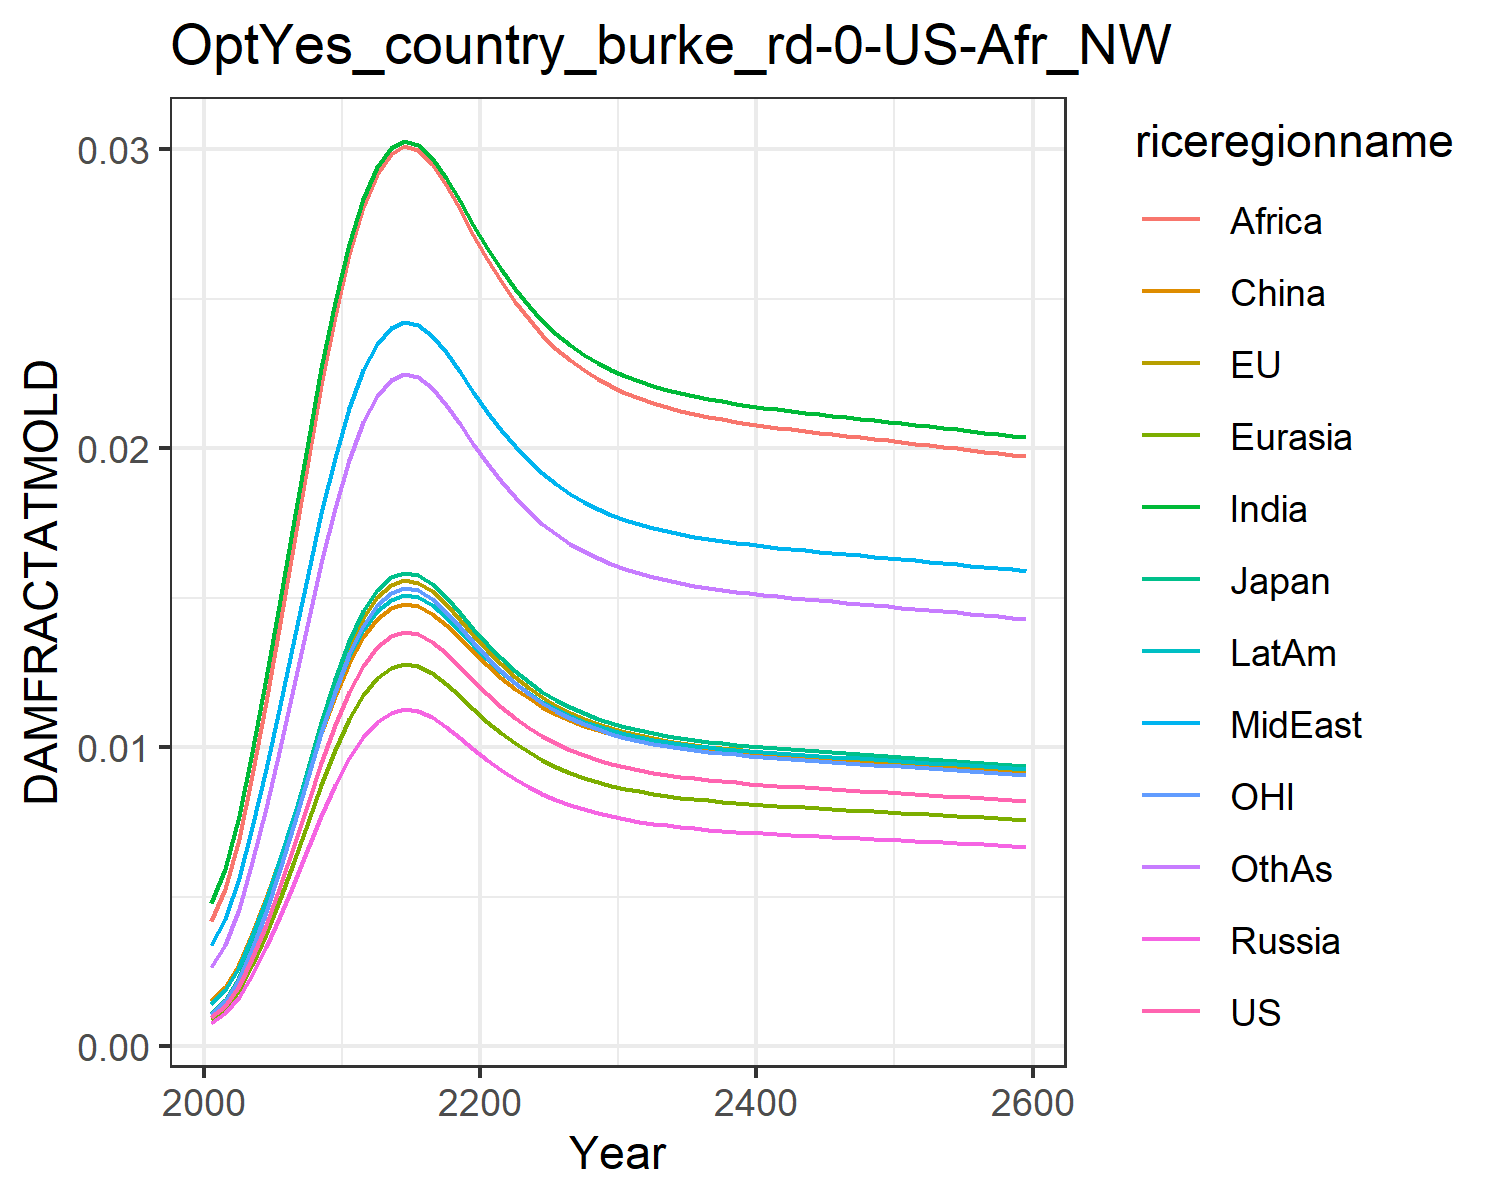 OptYes_country_burke_rd-0-US-Afr_NW
DAMFRACTATMOLD
0.03
0.02
0.01
0.00
2000 2200 2400 2600
Year
riceregionname
Africa
China
EU
Eurasia
India
Japan
LatAm
MidEast
OHI
OthAs
Russia
US